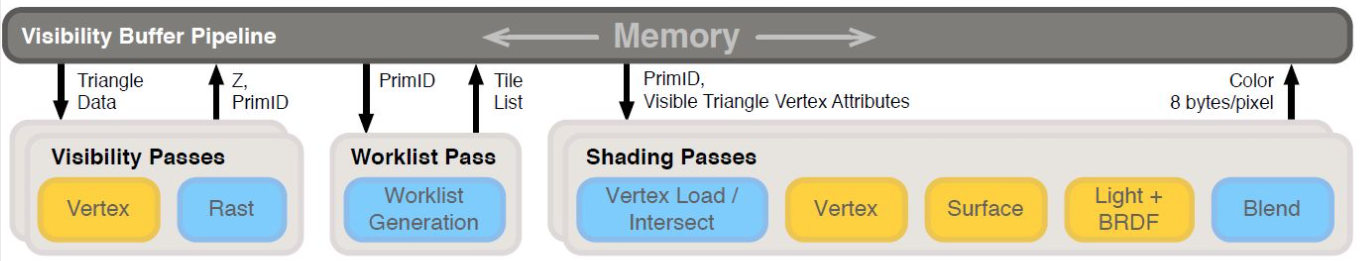 Visibility Buffer Pipeline
Memory
Triangle
Data
Z,
PrimID
PrimID
Tile
List
PrimID,
Visible Triangle Vertex Attributes
Color
8 bytes/pixel
Visibility Passes
Vertex
Rast
Worklist Pass
Worklist
Generation
Shading Passes
Vertex Load /
Intersect
Vertex
Surface
Light +
BRDF
Blend